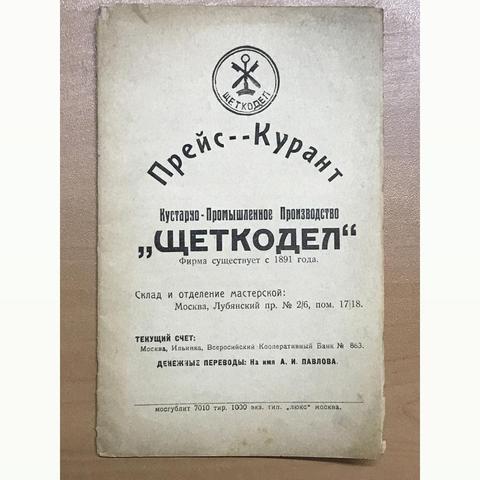 ЩЕТКОДЕЛ
Прейс--Курант
Кустарно-Промышленное Производство
„ЩЕТКОДЕЛ“
Фирма существует с 1891 года.
Склад и отделение мастерской:
Москва, Лубянский пр. № 2/6, пом. 17|18.
ТЕКУЩИЙ СЧЕТ:
Москва, Ильинка, Всеросийский Кооперативный Банк № 863.
ДЕНЕЖНЫЕ ПЕРЕВОДЫ: На имя А. И. ПАВЛОВА.
мосгублит 7010 тир. 1000 экз. тип. „люкс“ москва.